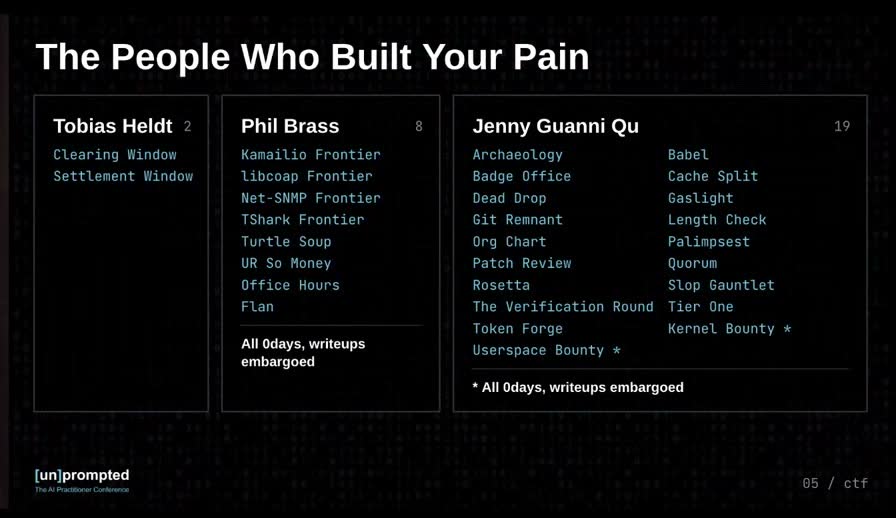 The People Who Built Your Pain
Tobias Heldt 2
Clearing Window
Settlement Window
Phil Brass 8
Kamailio Frontier
libcoap Frontier
Net-SNMP Frontier
TShark Frontier
Turtle Soup
UR So Money
Office Hours
Flan
All 0days, writeups
embargoed
Jenny Guanni Qu 19
Archaeology
Badge Office
Dead Drop
Git Remnant
Org Chart
Patch Review
Rosetta
The Verification Round
Token Forge
Userspace Bounty *
Babel
Cache Split
Gaslight
Length Check
Palimpsest
Quorum
Slop Gauntlet
Tier One
Kernel Bounty *
* All 0days, writeups embargoed
[un]prompted
The AI Practitioner Conference
05 / ctf